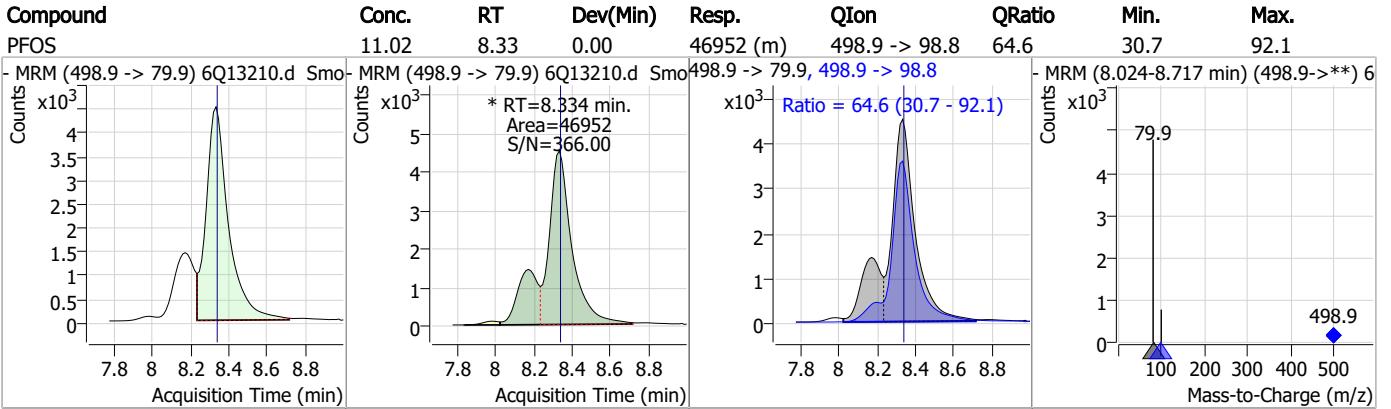 Compound Conc. RT Dev(Min) Resp. QIon QRatio Min. Max.
PFOS 11.02 8.33 0.00 46952 (m) 498.9 -> 98.8 64.6 30.7 92.1
- MRM (498.9 -> 79.9) 6Q13210.d Smo
Counts
x10³
4
3.5
3
2.5
2
1.5
1
0.5
0
7.8 8 8.2 8.4 8.6 8.8
Acquisition Time (min)
- MRM (498.9 -> 79.9) 6Q13210.d Smo
Counts
x10³
* RT=8.334 min.
Area=46952
S/N=366.00
5
4
3
2
1
0
7.8 8 8.2 8.4 8.6 8.8
Acquisition Time (min)
498.9 -> 79.9, 498.9 -> 98.8
x10³
Ratio = 64.6 (30.7 - 92.1)
4
3
2
1
0
7.8 8 8.2 8.4 8.6 8.8
Acquisition Time (min)
- MRM (8.024-8.717 min) (498.9->**) 6
Counts
x10³
79.9
4
3
2
1
0
498.9
100 200 300 400 500
Mass-to-Charge (m/z)